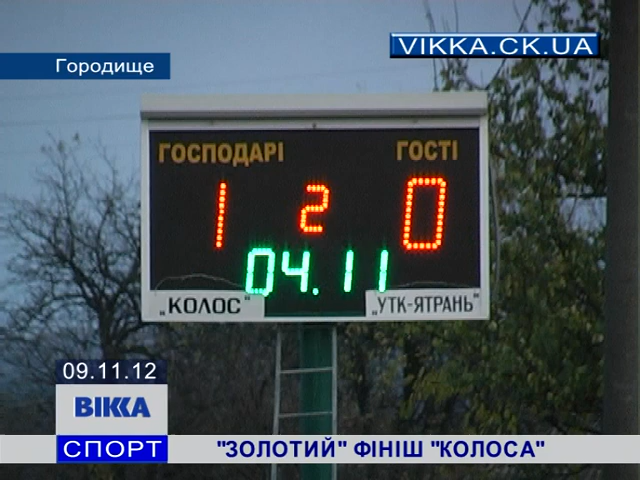 VIKKA.CK.UA
Городище
ГОСПОДАРІ ГОСТІ
1 2 0
04.11
"КОЛОС" "УТК-ЯТРАНЬ"
09.11.12
ВІККА
СПОРТ "ЗОЛОТИЙ" ФІНІШ "КОЛОСА"